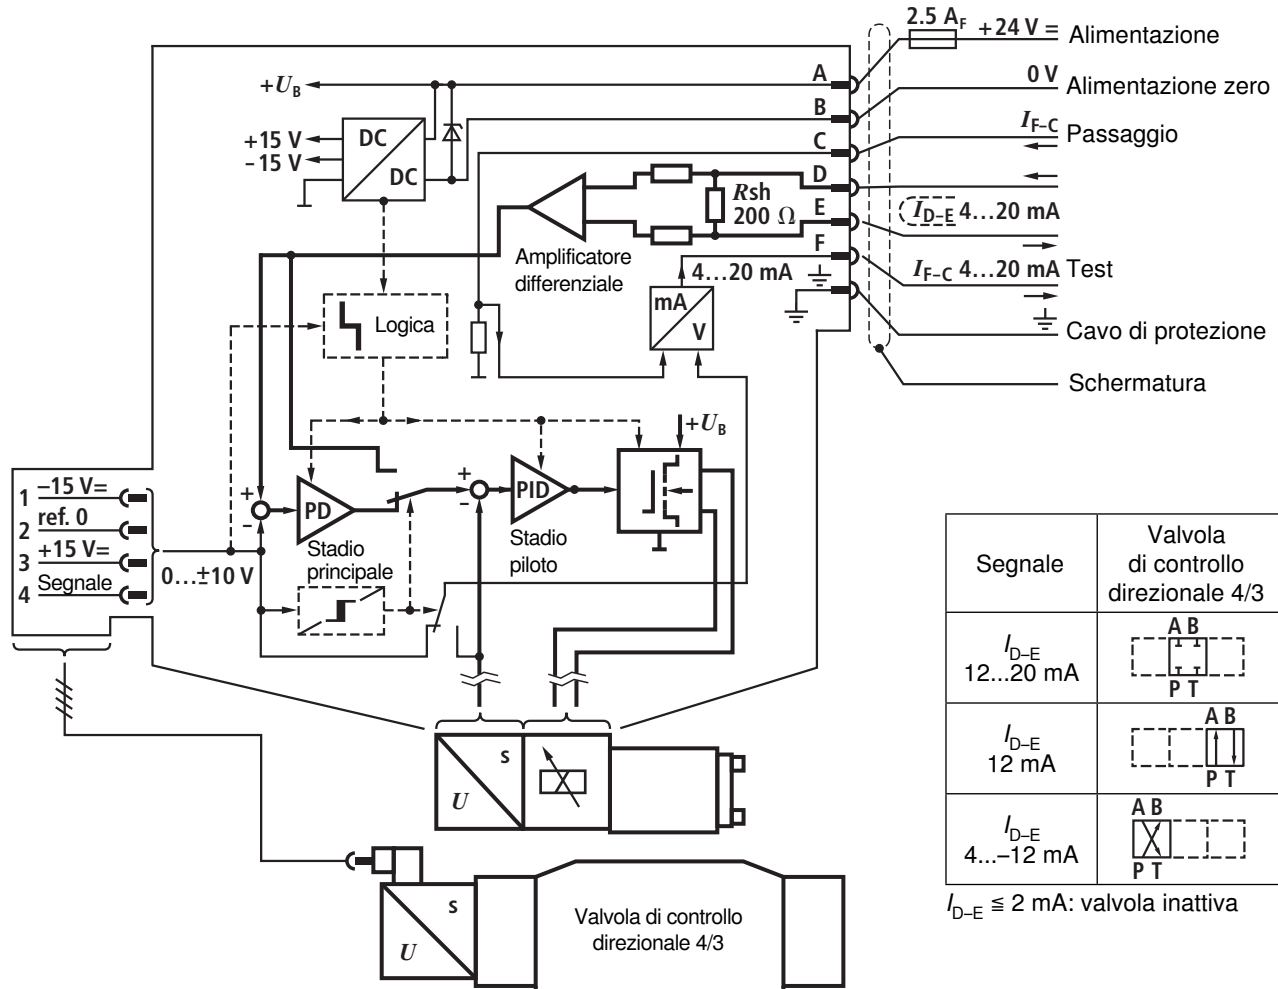 2.5 A_F +24 V =
Alimentazione
+U_B
A
0 V
Alimentazione zero
B
+15 V
DC
I_F–C
Passaggio
-15 V
C
DC
D
Rsh
200 Ω
E
I_D–E 4...20 mA
Amplificatore
differenziale
F
4...20 mA
I_F–C 4...20 mA
Test
mA
V
Logica
Cavo di protezione
Schermatura
+U_B
1 –15 V=
2 ref. 0
3 +15 V=
4 Segnale
0...±10 V
+
–
PD
Stadio
principale
+
-
PID
Stadio
piloto
s
U
s
U
Valvola di controllo
direzionale 4/3
Segnale
Valvola
di controllo
direzionale 4/3
I_D–E
12...20 mA
A B
P T
I_D–E
12 mA
A B
P T
I_D–E
4...–12 mA
A B
P T
I_D–E ≦ 2 mA: valvola inattiva